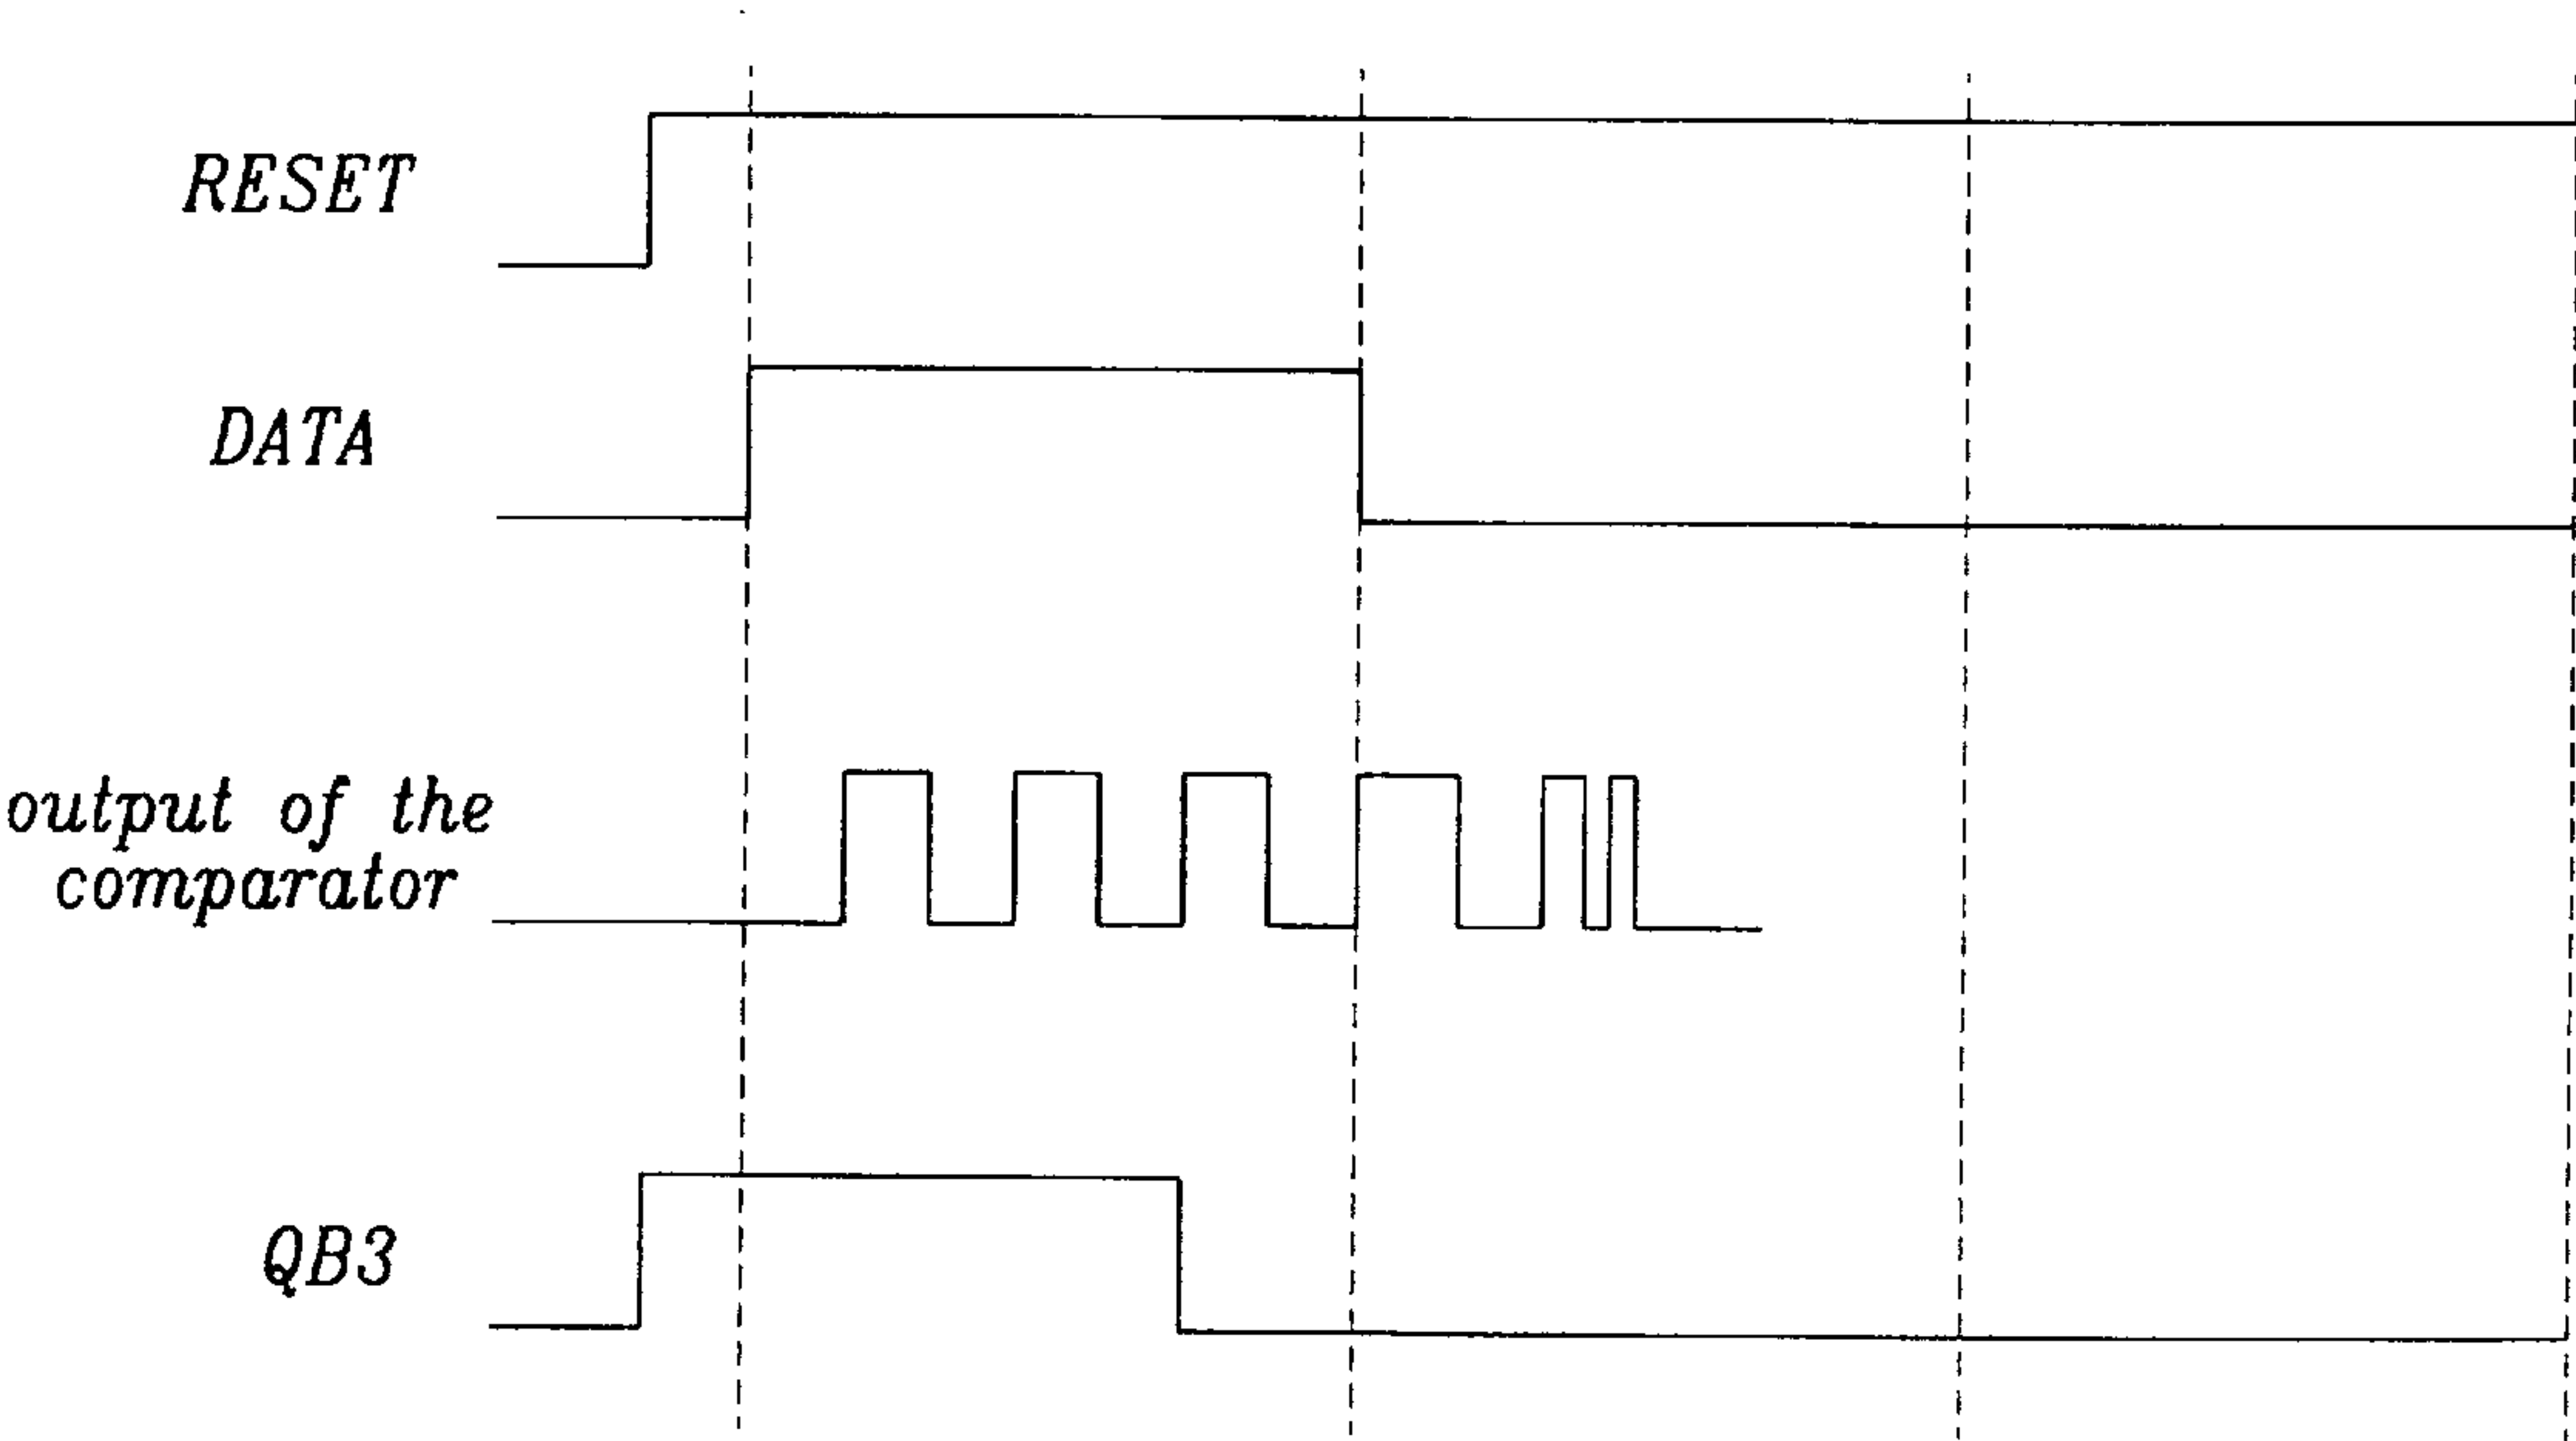 RESET
DATA
output of the
comparator
QB3